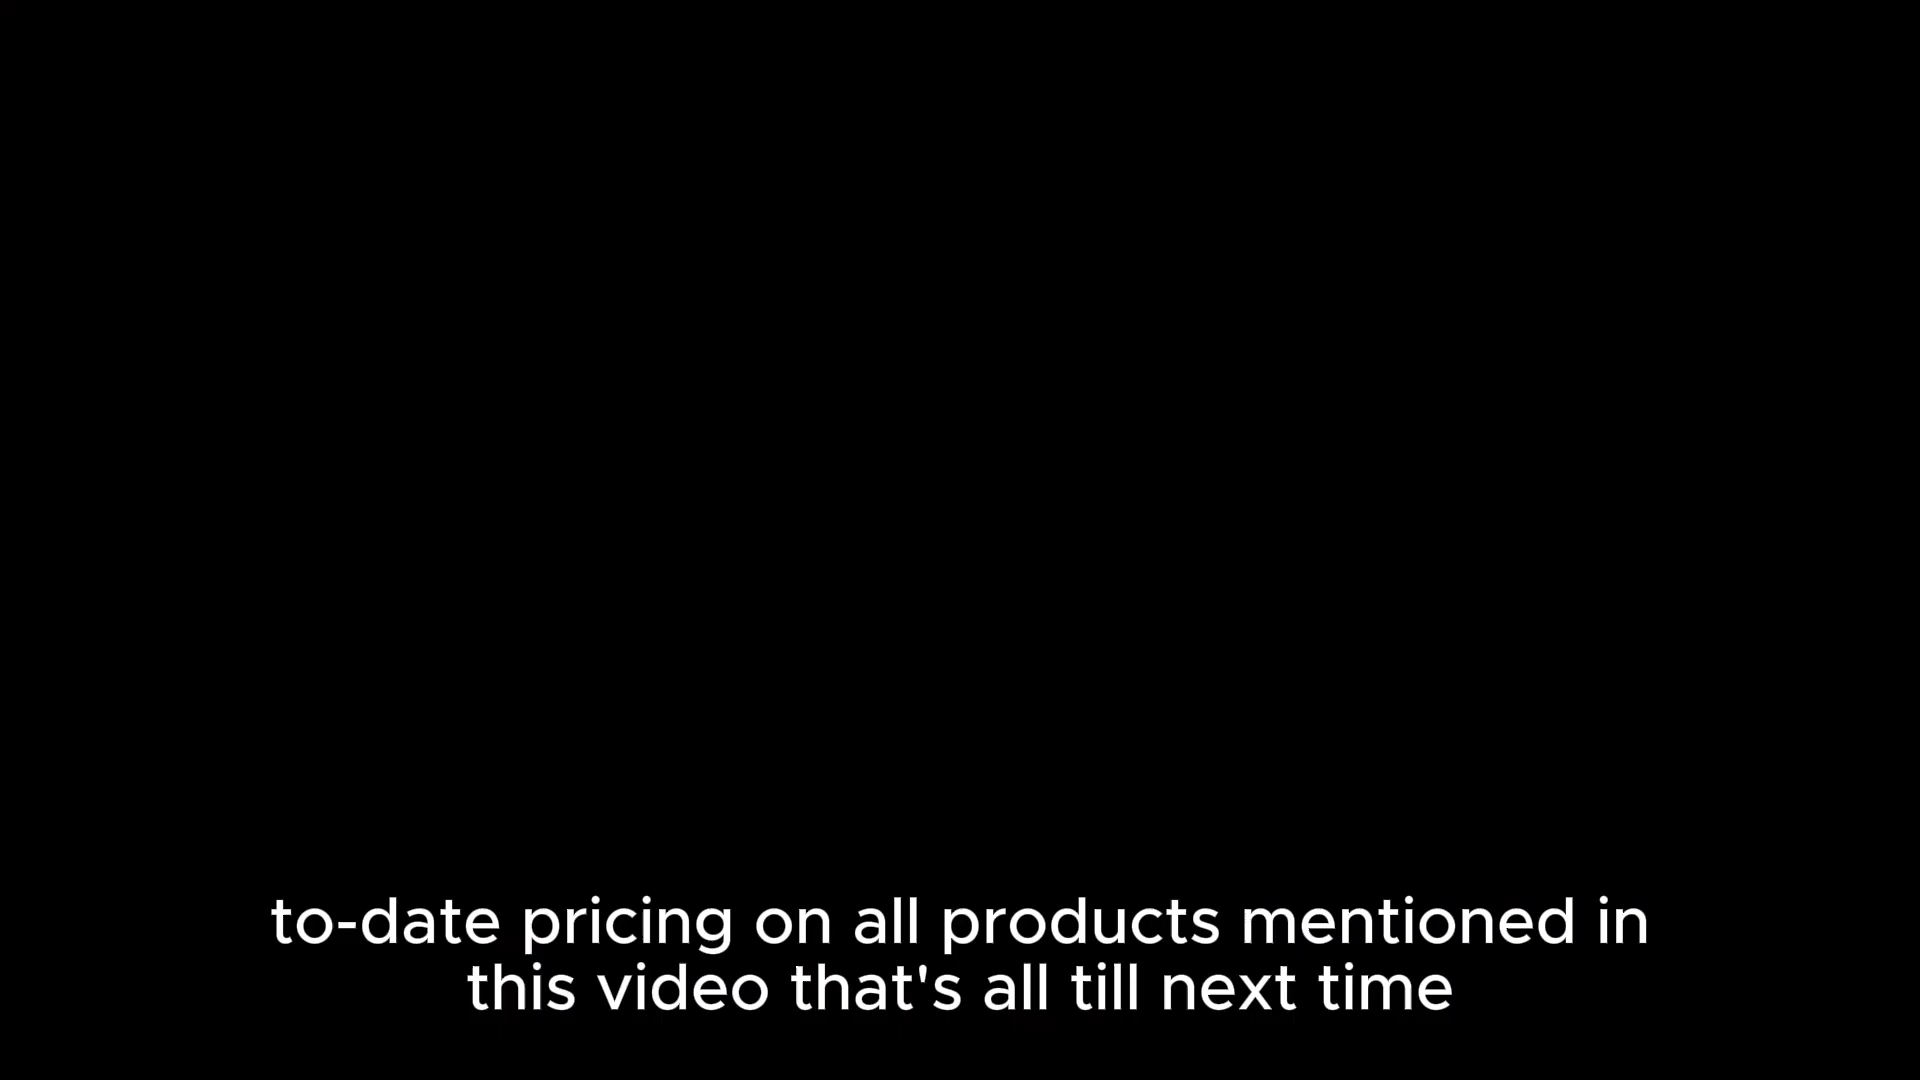 to-date pricing on all products mentioned in
this video that's all till next time